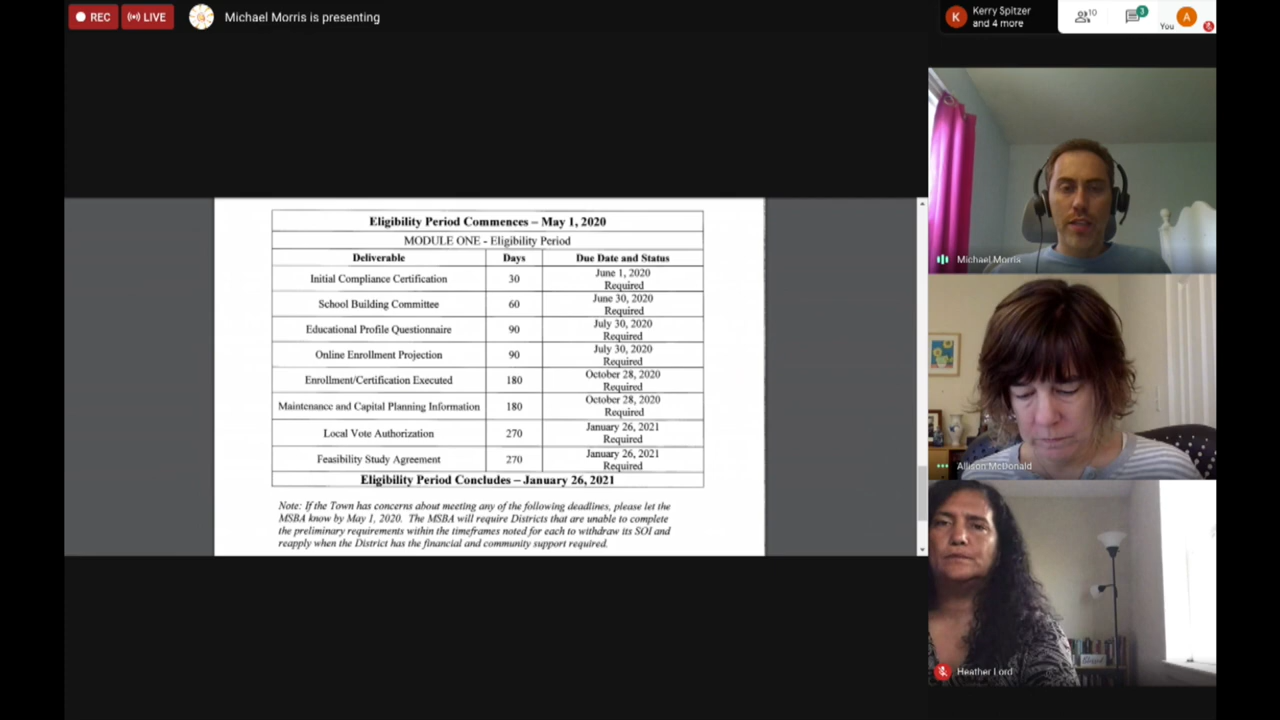 REC
LIVE
Michael Morris is presenting
K
Kerry Spitzer
and 4 more
10
3
You
A
Eligibility Period Commences – May 1, 2020
MODULE ONE - Eligibility Period
Deliverable Days Due Date and Status
Initial Compliance Certification 30 June 1, 2020
Required
School Building Committee 60 June 30, 2020
Required
Educational Profile Questionnaire 90 July 30, 2020
Required
Online Enrollment Projection 90 July 30, 2020
Required
Enrollment/Certification Executed 180 October 28, 2020
Required
Maintenance and Capital Planning Information 180 October 28, 2020
Required
Local Vote Authorization 270 January 26, 2021
Required
Feasibility Study Agreement 270 January 26, 2021
Required
Eligibility Period Concludes – January 26, 2021
Note: If the Town has concerns about meeting any of the following deadlines, please let the
MSBA know by May 1, 2020. The MSBA will require Districts that are unable to complete
the preliminary requirements within the timeframes noted for each to withdraw its SOI and
reapply when the District has the financial and community support required.
Michael Morris
Allison McDonald
Heather Lord